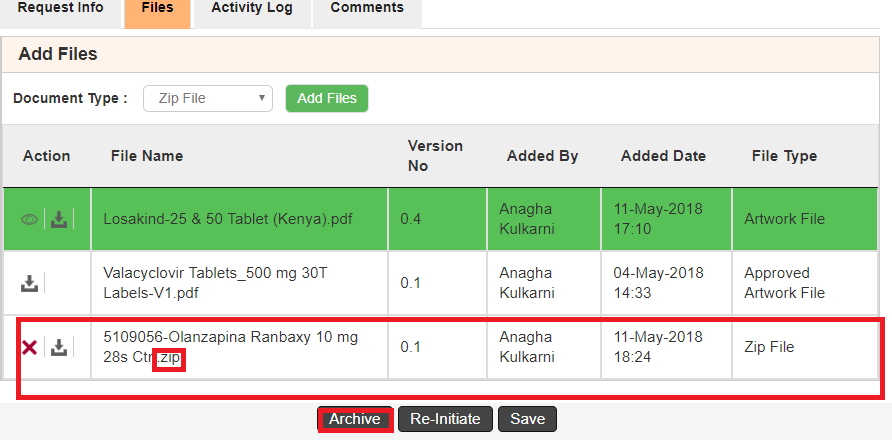 Request Info Files Activity Log Comments
Add Files
Document Type : Zip File Add Files
Action File Name Version No Added By Added Date File Type
Losakind-25 & 50 Tablet (Kenya).pdf 0.4 Anagha Kulkarni 11-May-2018 17:10 Artwork File
Valacyclovir Tablets_500 mg 30T Labels-V1.pdf 0.1 Anagha Kulkarni 04-May-2018 14:33 Approved Artwork File
5109056-Olanzapina Ranbaxy 10 mg 28s Ctn.zip 0.1 Anagha Kulkarni 11-May-2018 18:24 Zip File
Archive Re-Initiate Save